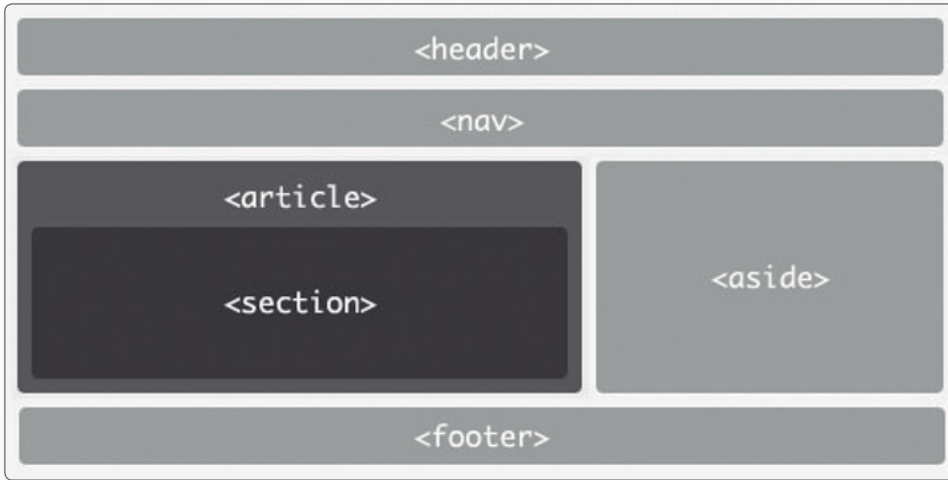 <header>
<nav>
<article>
<section>
<aside>
<footer>